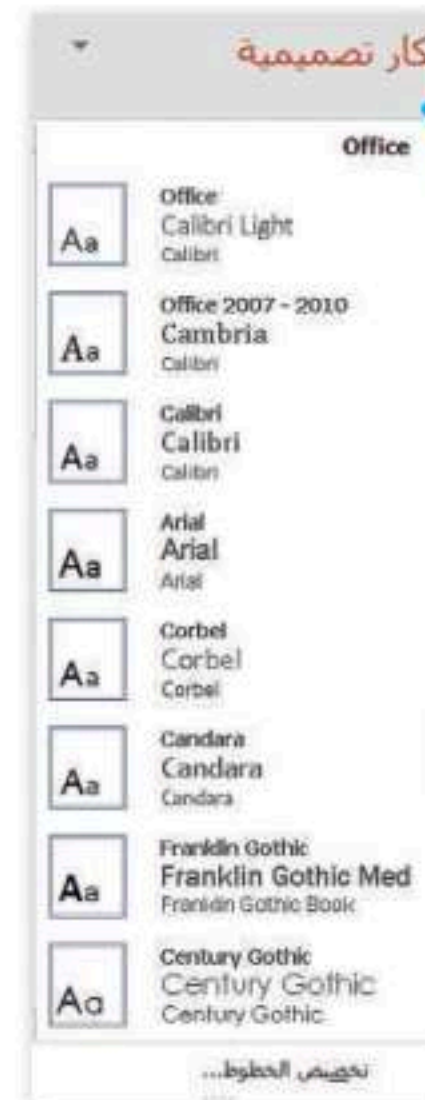 كار تصميمية
Office
Aa
Office
Calibri Light
Calibri
Aa
Office 2007 - 2010
Cambria
Calibri
Aa
Calibri
Calibri
Calibri
Aa
Arial
Arial
Arial
Aa
Corbel
Corbel
Corbel
Aa
Candara
Candara
Candara
Aa
Franklin Gothic
Franklin Gothic Med
Franklin Gothic Book
Aa
Century Gothic
Century Gothic
Century Gothic
تخصيص الخطوط...